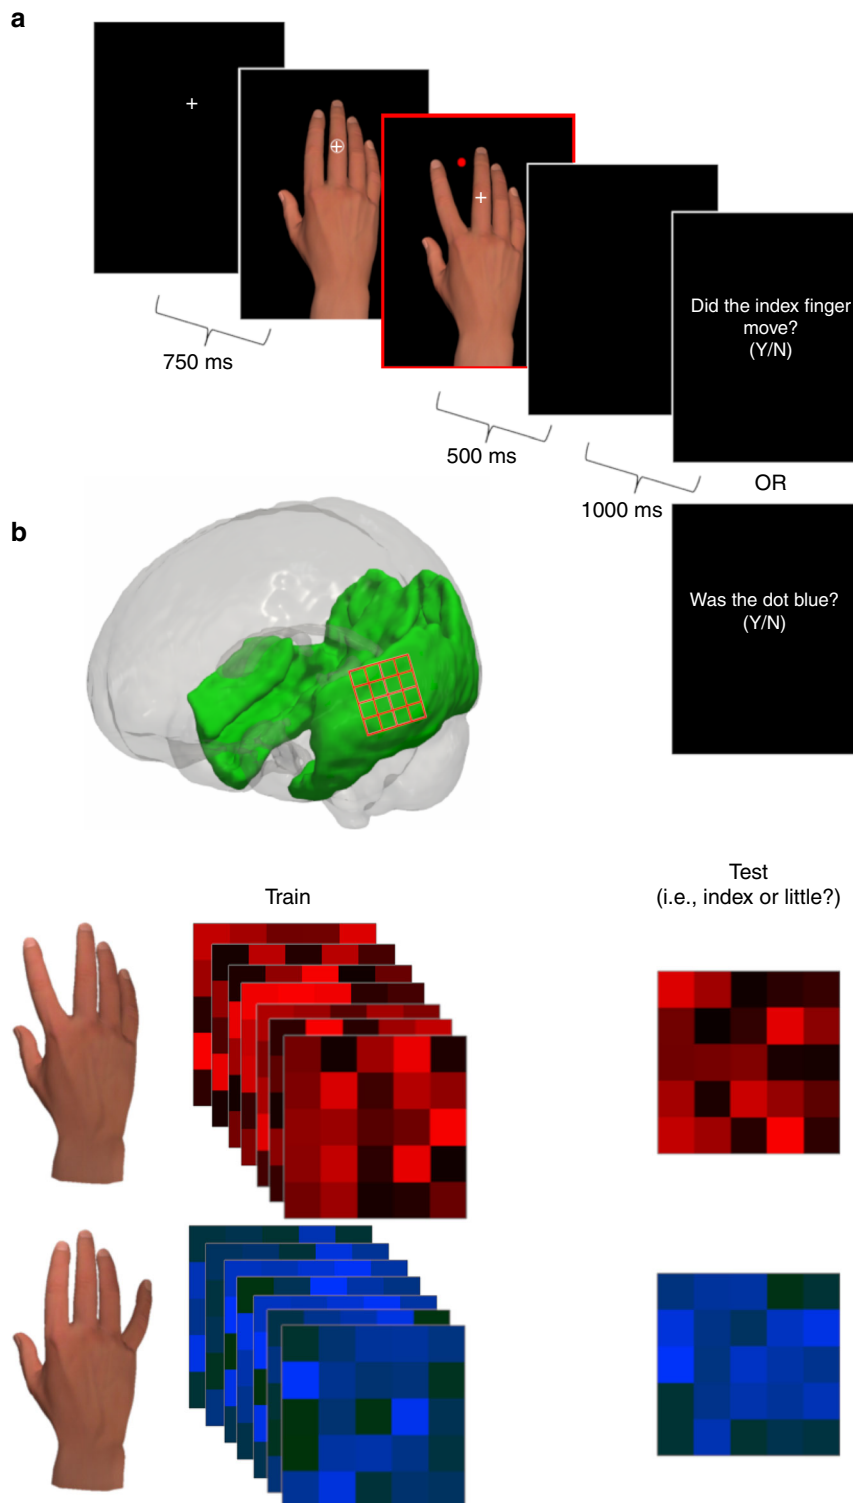 a
750 ms
500 ms
1000 ms
Did the index finger
move?
(Y/N)
OR
Was the dot blue?
(Y/N)
b
Train
Test
(i.e., index or little?)